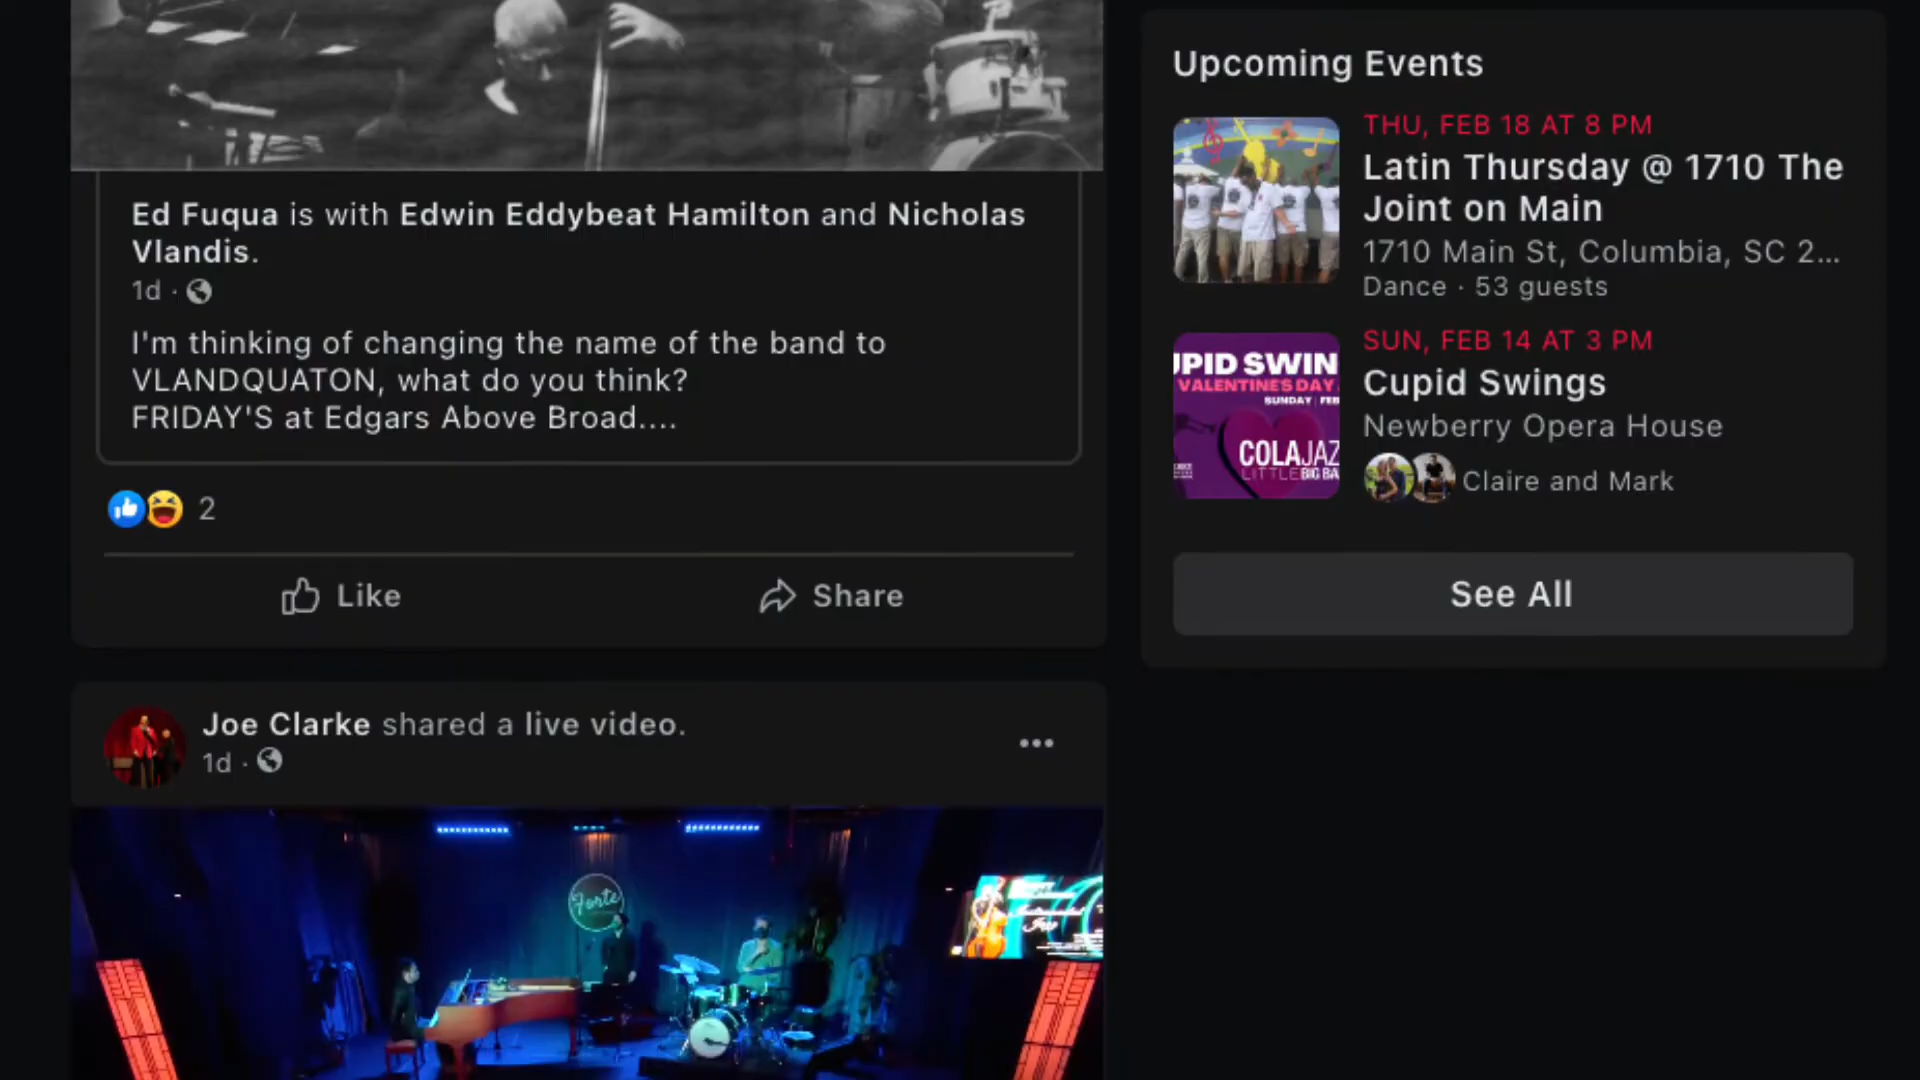 Ed Fuqua is with Edwin Eddybeat Hamilton and Nicholas
Vlandis.
1d ·
I'm thinking of changing the name of the band to
VLANDQUATON, what do you think?
FRIDAY'S at Edgars Above Broad....
2
Like
Share
Joe Clarke shared a live video.
1d ·
Forte
Upcoming Events
THU, FEB 18 AT 8 PM
Latin Thursday @ 1710 The
Joint on Main
1710 Main St, Columbia, SC 2...
Dance · 53 guests
UPID SWIN
VALENTINES DAY
SUNDAY | FEB
COLAJAZ
LITTLE BIG BA
SUN, FEB 14 AT 3 PM
Cupid Swings
Newberry Opera House
Claire and Mark
See All